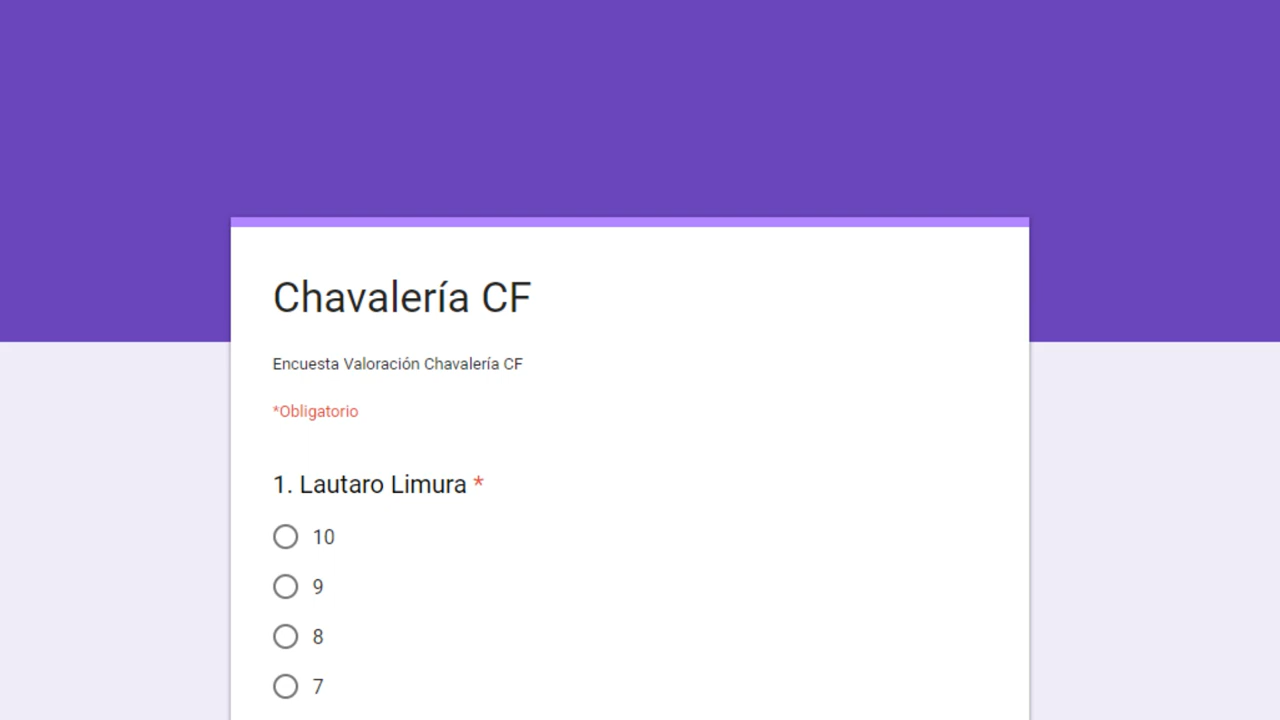 Chavalería CF
Encuesta Valoración Chavalería CF
*Obligatorio
1. Lautaro Limura *
10
9
8
7